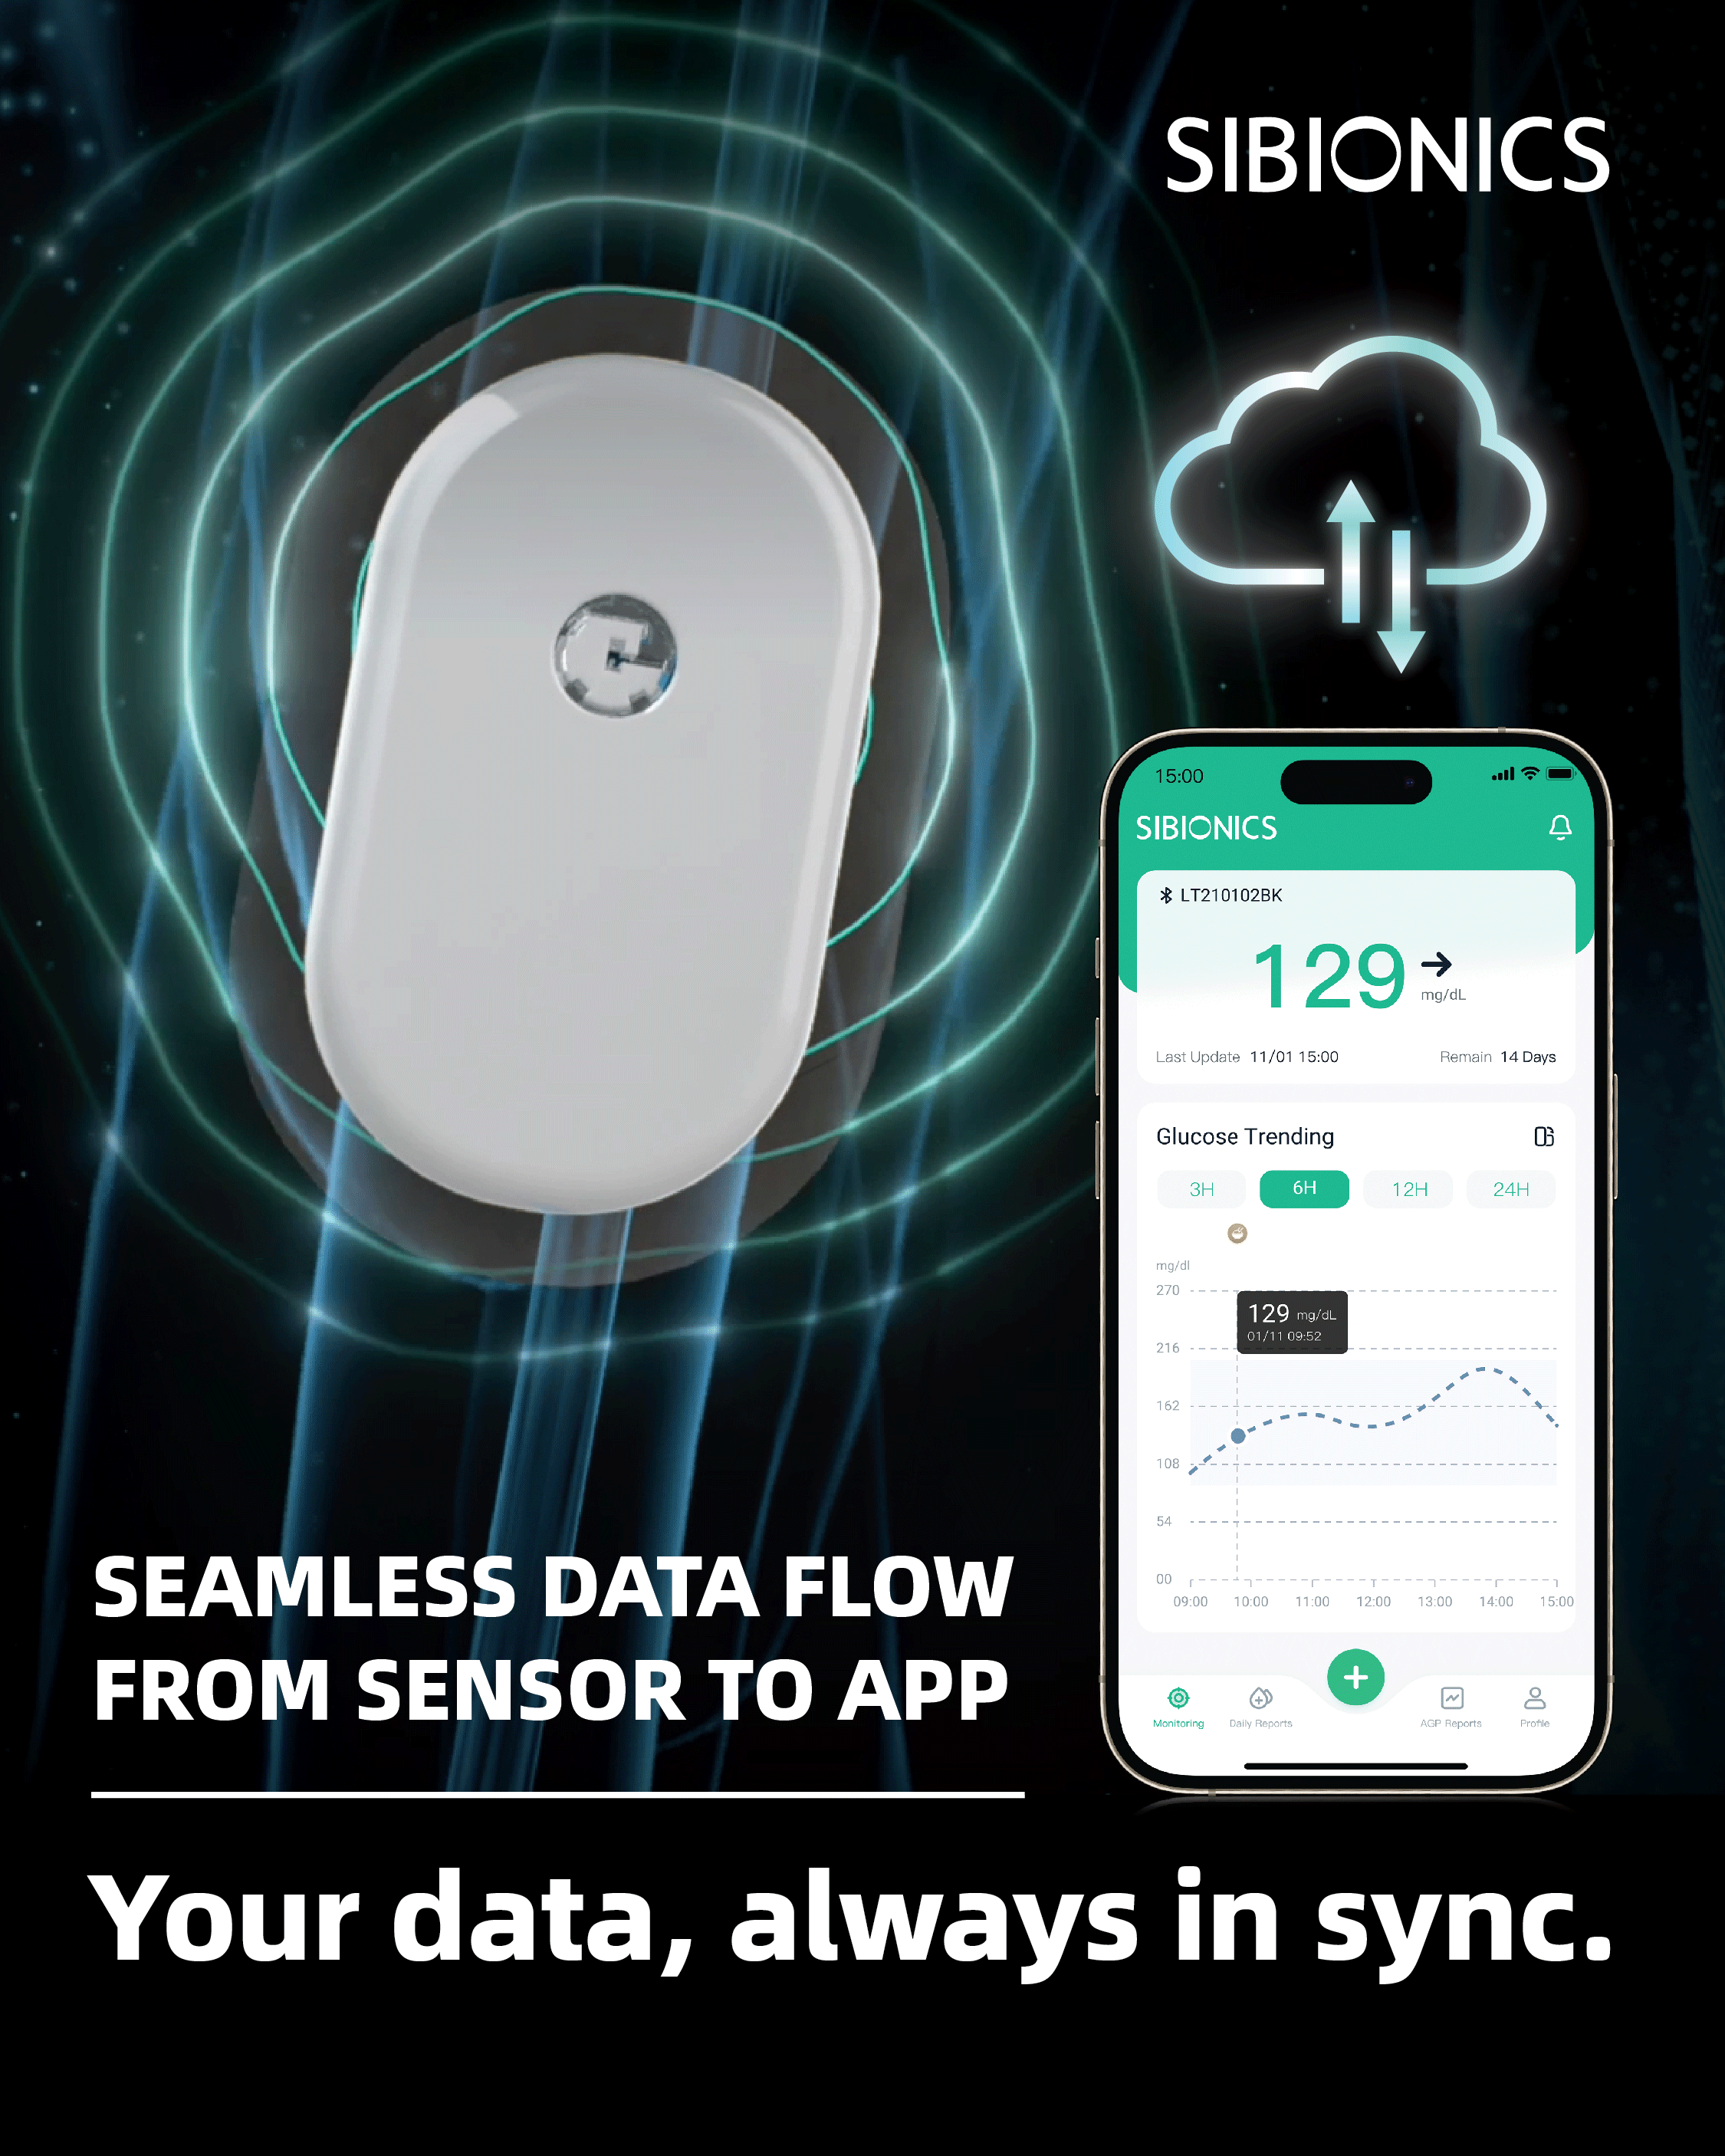 SIBIONICS
15:00
SIBIONICS
LT210102BK
129
mg/dL
Last Update 11/01 15:00 Remain 14 Days
Glucose Trending
3H 6H 12H 24H
mg/dl
270
129 mg/dL
01/11 09:52
216
162
108
54
00
09:00 10:00 11:00 12:00 13:00 14:00 15:00
Monitoring Daily Reports AGP Reports Profile
SEAMLESS DATA FLOW
FROM SENSOR TO APP
Your data, always in sync.